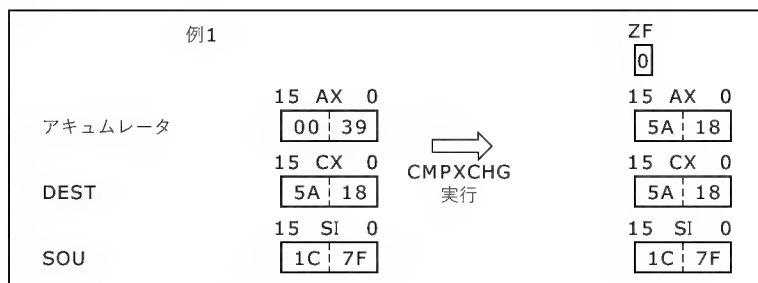 例1
ZF
0
15 AX 0
15 AX 0
アキュムレータ
00 39
5A 18
15 CX 0
15 CX 0
DEST
5A 18
CMPXCHG
実行
5A 18
15 SI 0
15 SI 0
SOU
1C 7F
1C 7F